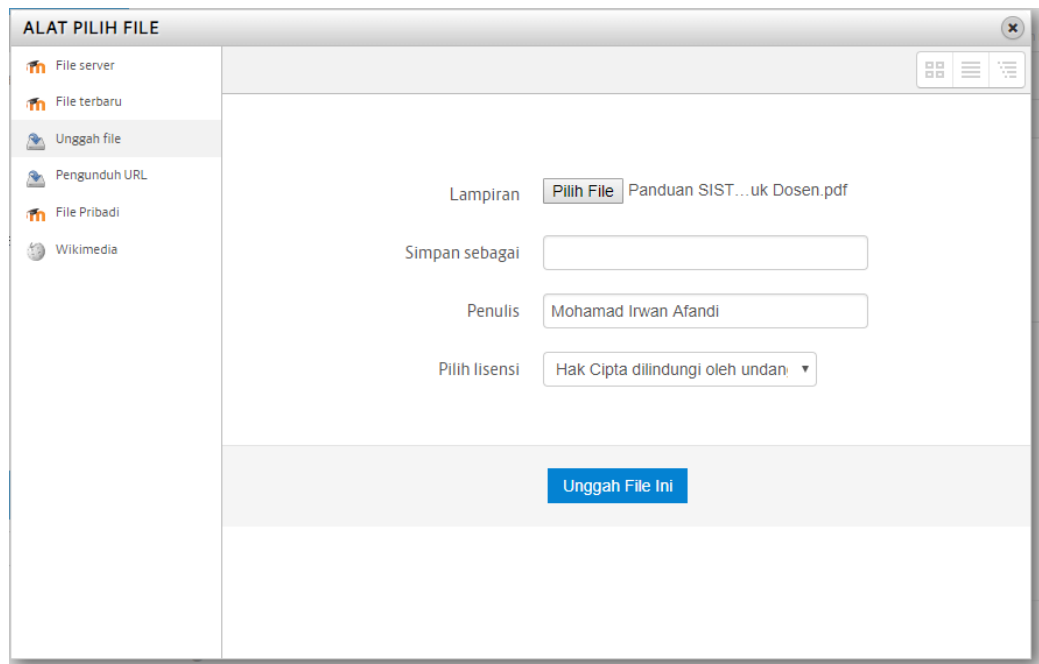 ALAT PILIH FILE
File server
File terbaru
Unggah file
Pengunduh URL
File Pribadi
Wikimedia
Lampiran Pilih File Panduan SIST...uk Dosen.pdf
Simpan sebagai
Penulis Mohamad Irwan Afandi
Pilih lisensi Hak Cipta dilindungi oleh undang
Unggah File Ini